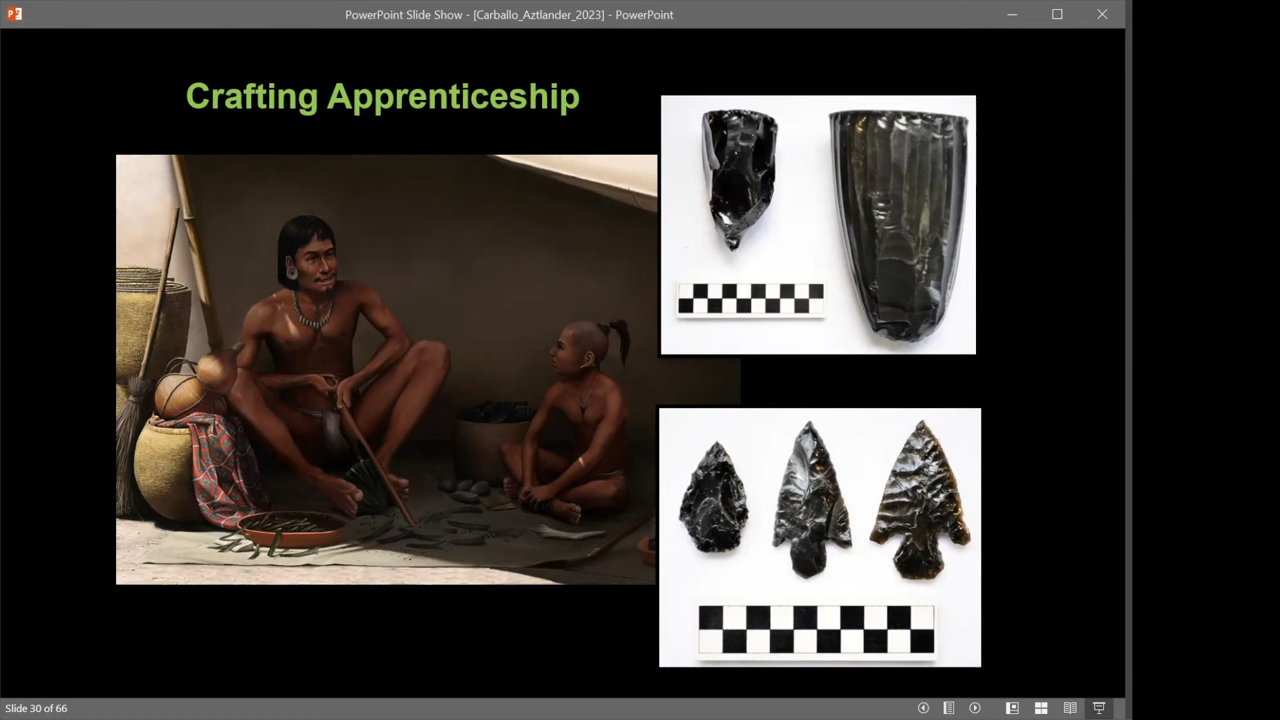 PowerPoint Slide Show - [Carballo_Aztlander_2023] - PowerPoint
Crafting Apprenticeship
Slide 30 of 66